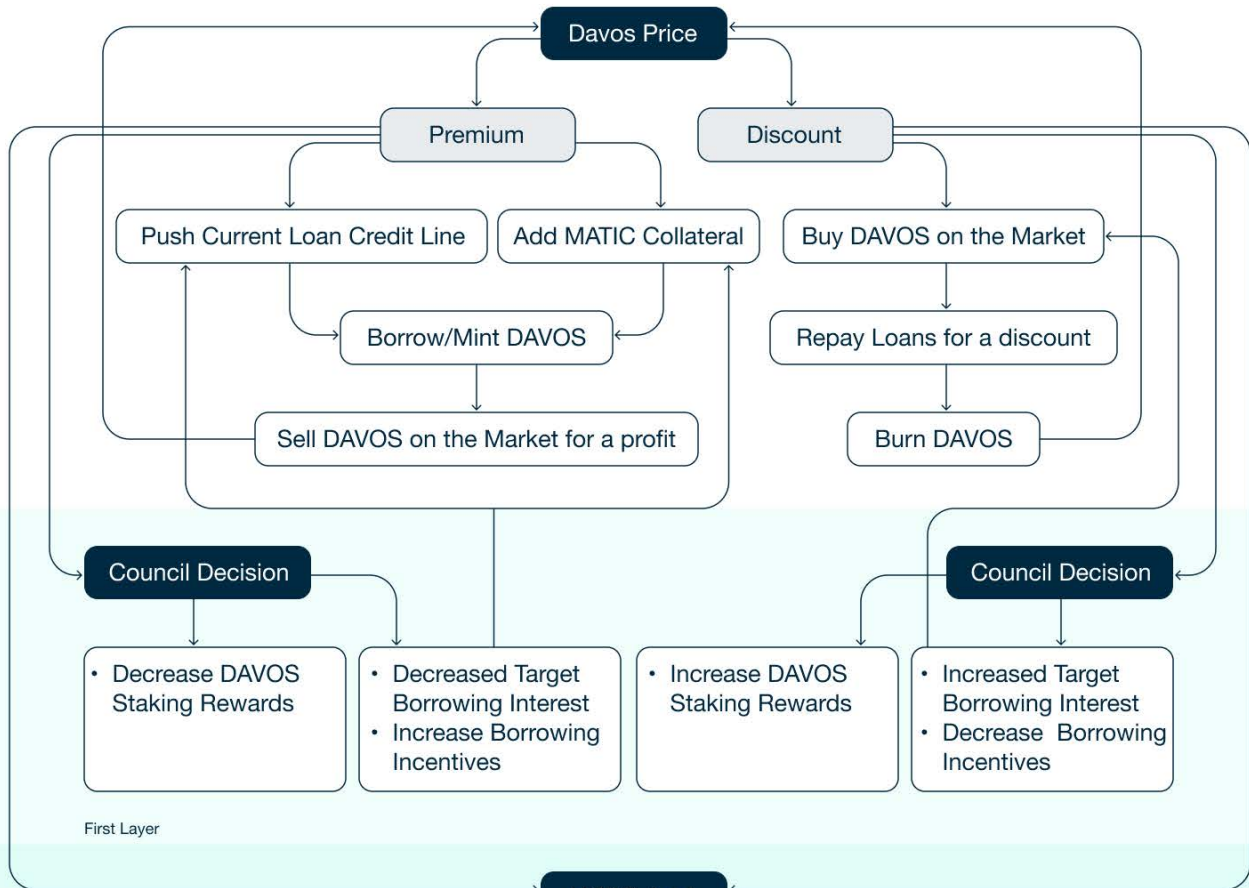 Davos Price
Premium
Discount
Push Current Loan Credit Line
Add MATIC Collateral
Buy DAVOS on the Market
Borrow/Mint DAVOS
Repay Loans for a discount
Sell DAVOS on the Market for a profit
Burn DAVOS
Council Decision
Council Decision
• Decrease DAVOS
Staking Rewards
• Decreased Target
Borrowing Interest
• Increase Borrowing
Incentives
• Increase DAVOS
Staking Rewards
• Increased Target
Borrowing Interest
• Decrease Borrowing
Incentives
First Layer